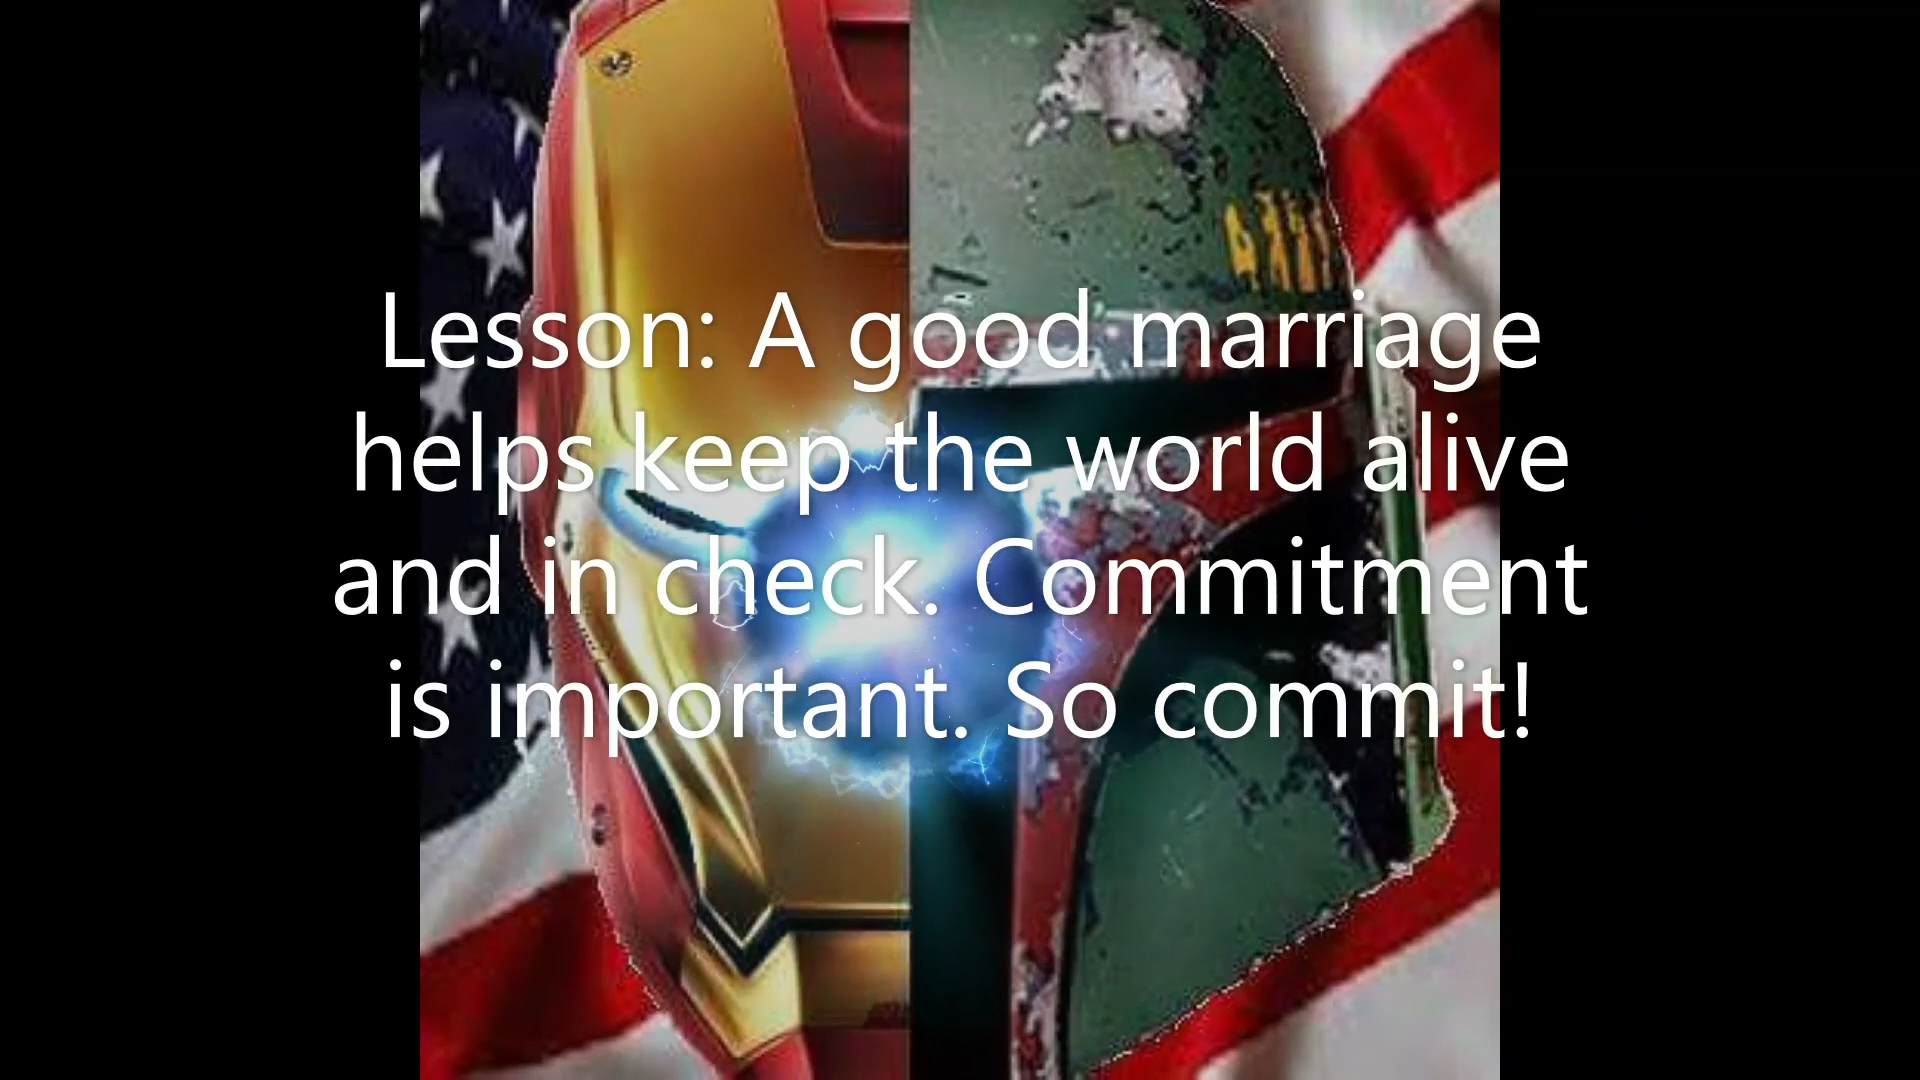 Lesson: A good marriage
helps keep the world alive
and in check. Commitment
is important. So commit!